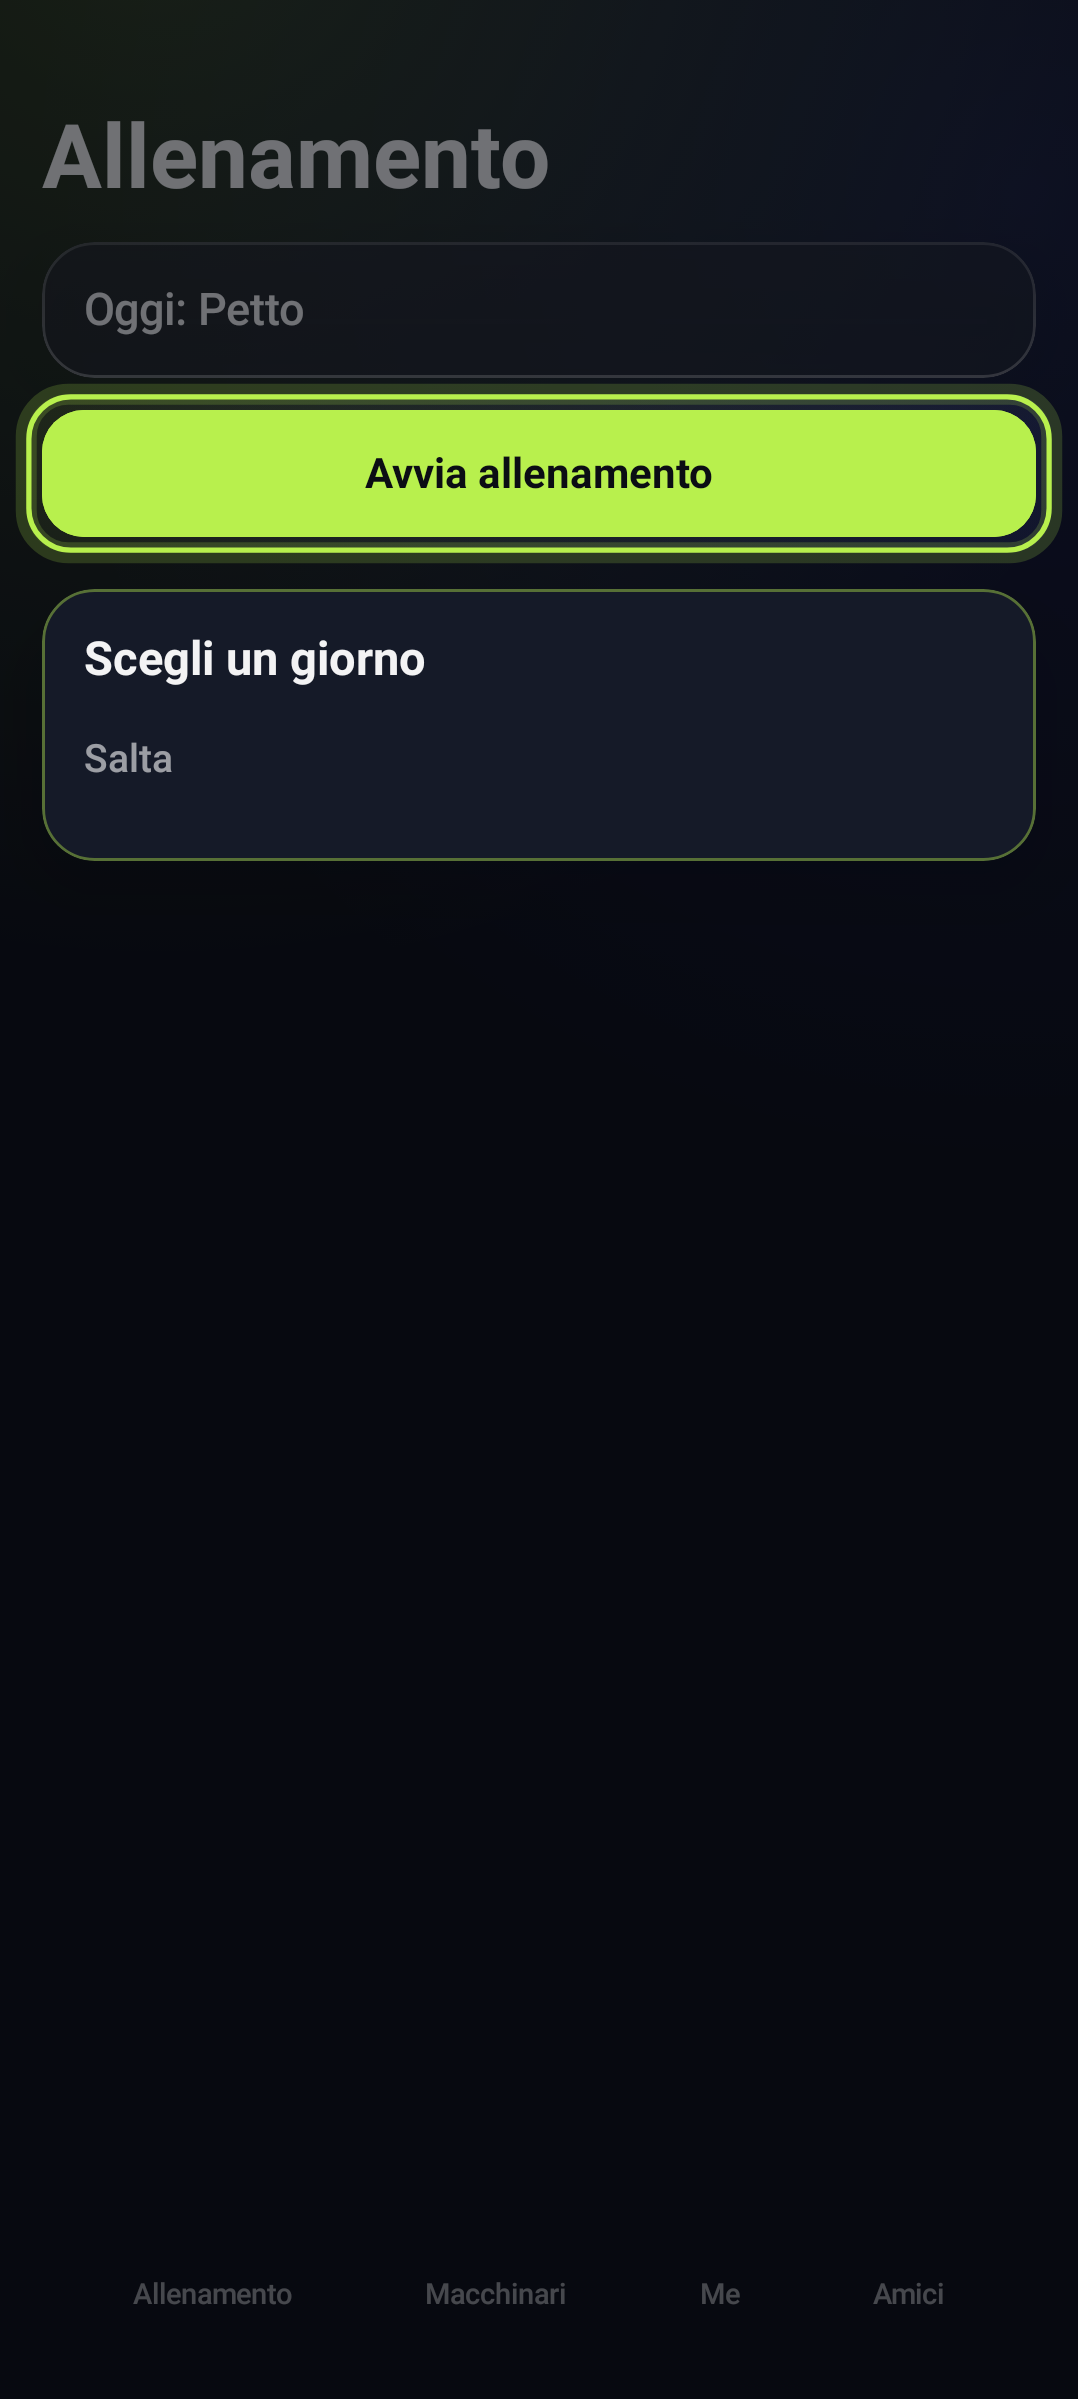 Allenamento
Oggi: Petto
Avvia allenamento
Scegli un giorno
Salta
Allenamento
Macchinari
Me
Amici